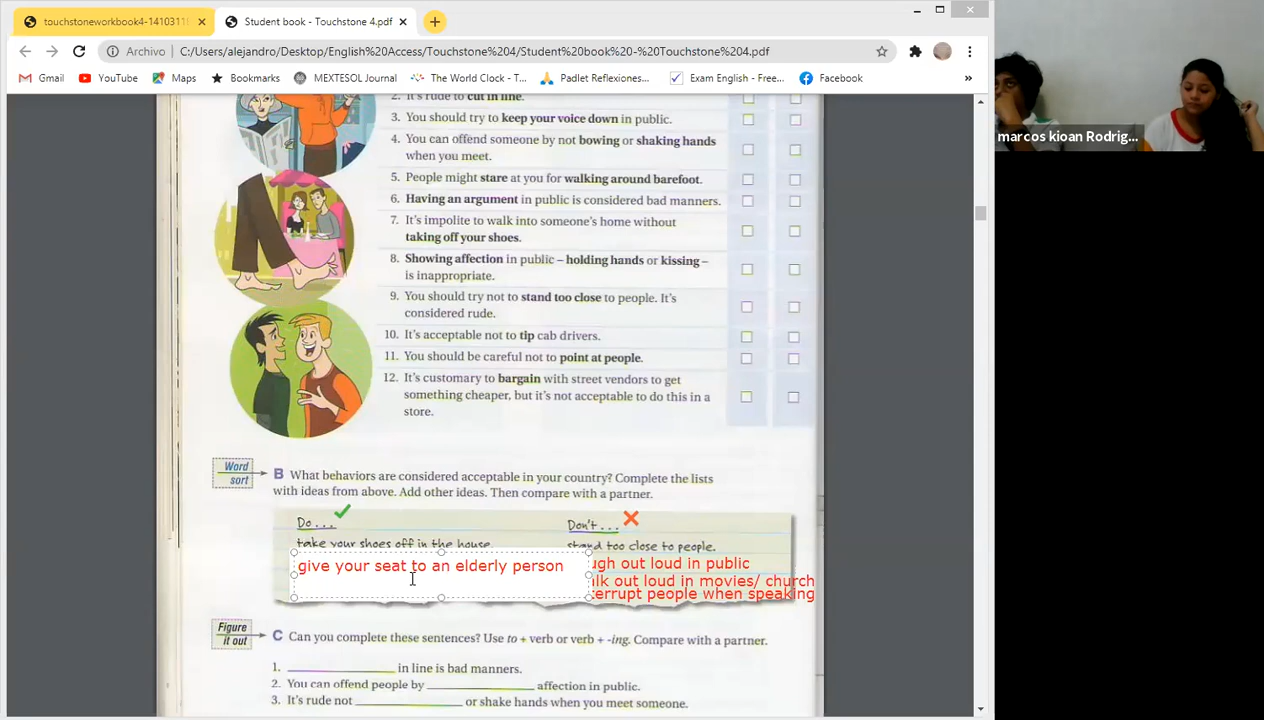 touchstoneworkbook4-1410311
Student book - Touchstone 4.pdf
Archivo
C:/Users/alejandro/Desktop/English%20Access/Touchstone%204/Student%20book%20-%20Touchstone%204.pdf
Gmail
YouTube
Maps
Bookmarks
MEXTESOL Journal
The World Clock - T...
Padlet Reflexiones...
Exam English - Free...
Facebook
»
marcos kioan Rodrig...
2. It's rude to cut in line.
3. You should try to keep your voice down in public.
4. You can offend someone by not bowing or shaking hands
when you meet.
5. People might stare at you for walking around barefoot.
6. Having an argument in public is considered bad manners.
7. It's impolite to walk into someone's home without
taking off your shoes.
8. Showing affection in public – holding hands or kissing –
is inappropriate.
9. You should try not to stand too close to people. It's
considered rude.
10. It's acceptable not to tip cab drivers.
11. You should be careful not to point at people.
12. It's customary to bargain with street vendors to get
something cheaper, but it's not acceptable to do this in a
store.
Word
sort
B What behaviors are considered acceptable in your country? Complete the lists
with ideas from above. Add other ideas. Then compare with a partner.
Do . . .
take your shoes off in the house.
give your seat to an elderly person
Don't . . .
stand too close to people.
ugh out loud in public
lk out loud in movies/ church
terrupt people when speaking
Figure
it out
C Can you complete these sentences? Use to + verb or verb + -ing. Compare with a partner.
1. ____________ in line is bad manners.
2. You can offend people by ____________ affection in public.
3. It's rude not ____________ or shake hands when you meet someone.